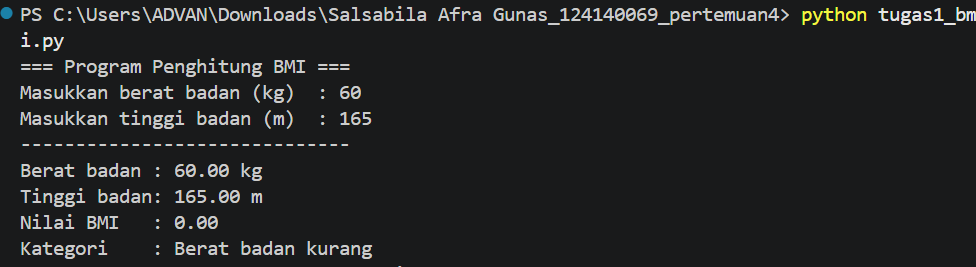 PS C:\Users\ADVAN\Downloads\Salsabila Afra Gunas_124140069_pertemuan4> python tugas1_bm
i.py
=== Program Penghitung BMI ===
Masukkan berat badan (kg)  : 60
Masukkan tinggi badan (m)  : 165
------------------------------
Berat badan : 60.00 kg
Tinggi badan: 165.00 m
Nilai BMI   : 0.00
Kategori    : Berat badan kurang